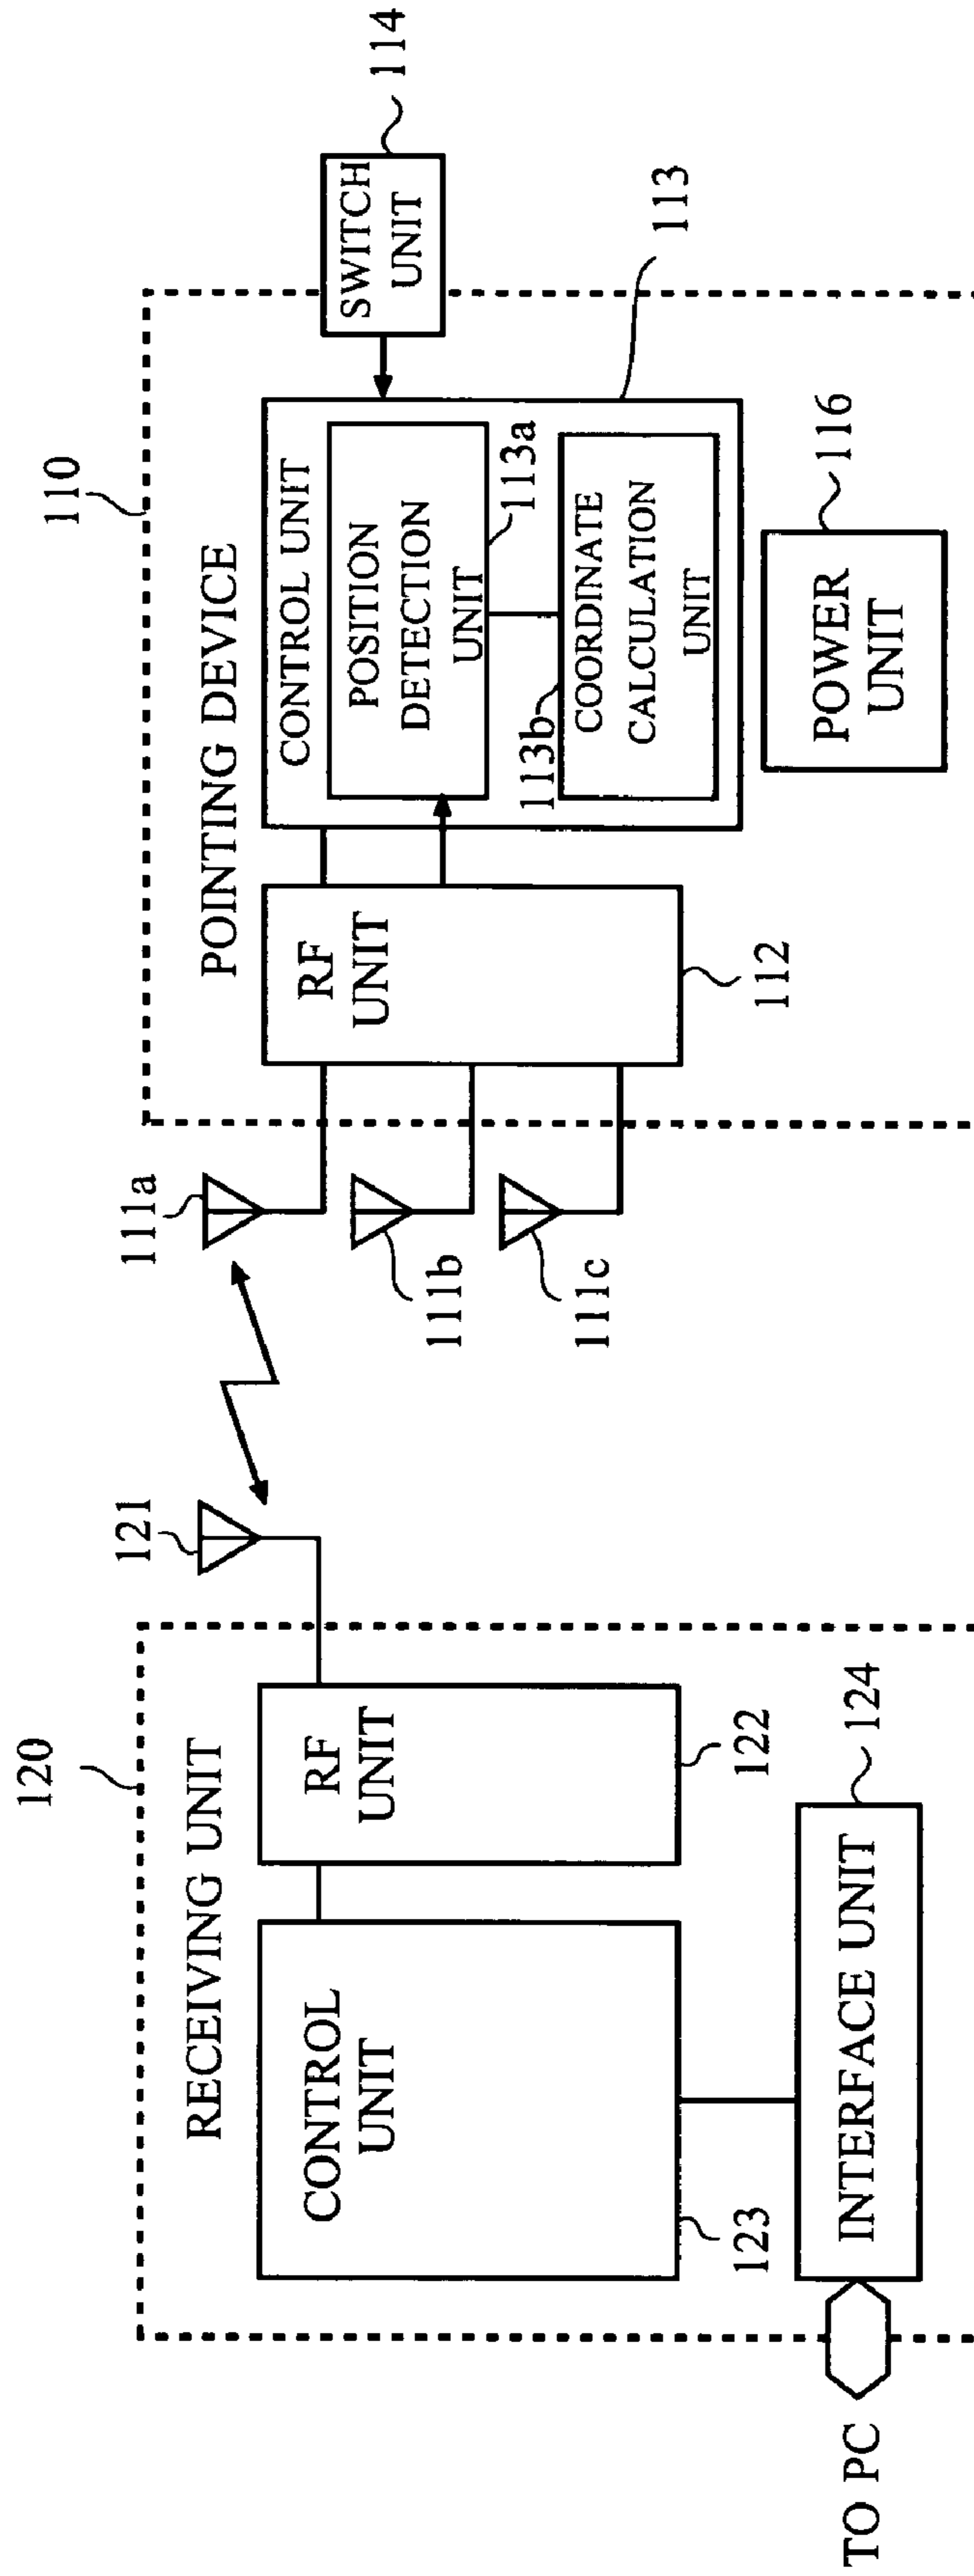 120
RECEIVING UNIT
CONTROL
UNIT
123
RF
UNIT
122
INTERFACE UNIT
124
TO PC
121
111a
111b
111c
110
POINTING DEVICE
RF
UNIT
112
CONTROL UNIT
POSITION
DETECTION
UNIT
113a
113b
COORDINATE
CALCULATION
UNIT
113
SWITCH
UNIT
114
POWER
UNIT
116